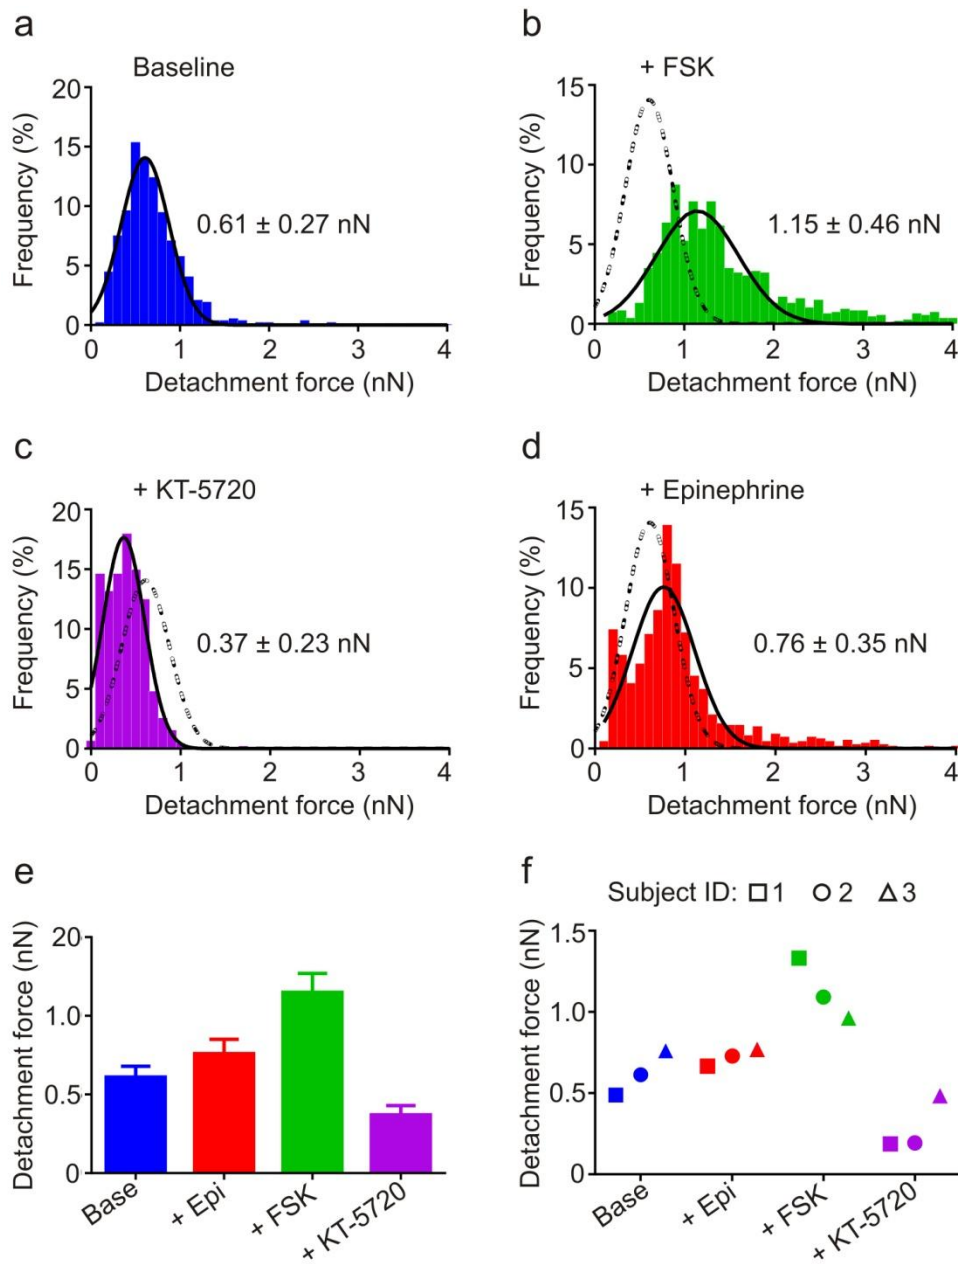 a
Baseline
20
15
10
5
0
Frequency (%)
0.61 ± 0.27 nN
0 1 2 3 4
Detachment force (nN)
b
+ FSK
15
10
5
0
Frequency (%)
1.15 ± 0.46 nN
0 1 2 3 4
Detachment force (nN)
c
+ KT-5720
20
15
10
5
0
Frequency (%)
0.37 ± 0.23 nN
0 1 2 3 4
Detachment force (nN)
d
+ Epinephrine
15
10
5
0
Frequency (%)
0.76 ± 0.35 nN
0 1 2 3 4
Detachment force (nN)
e
20
1.0
0.5
0
Detachment force (nN)
Base + Epi + FSK + KT-5720
f
Subject ID: 1 2 3
1.5
1.0
0.5
0
Detachment force (nN)
Base + Epi + FSK + KT-5720